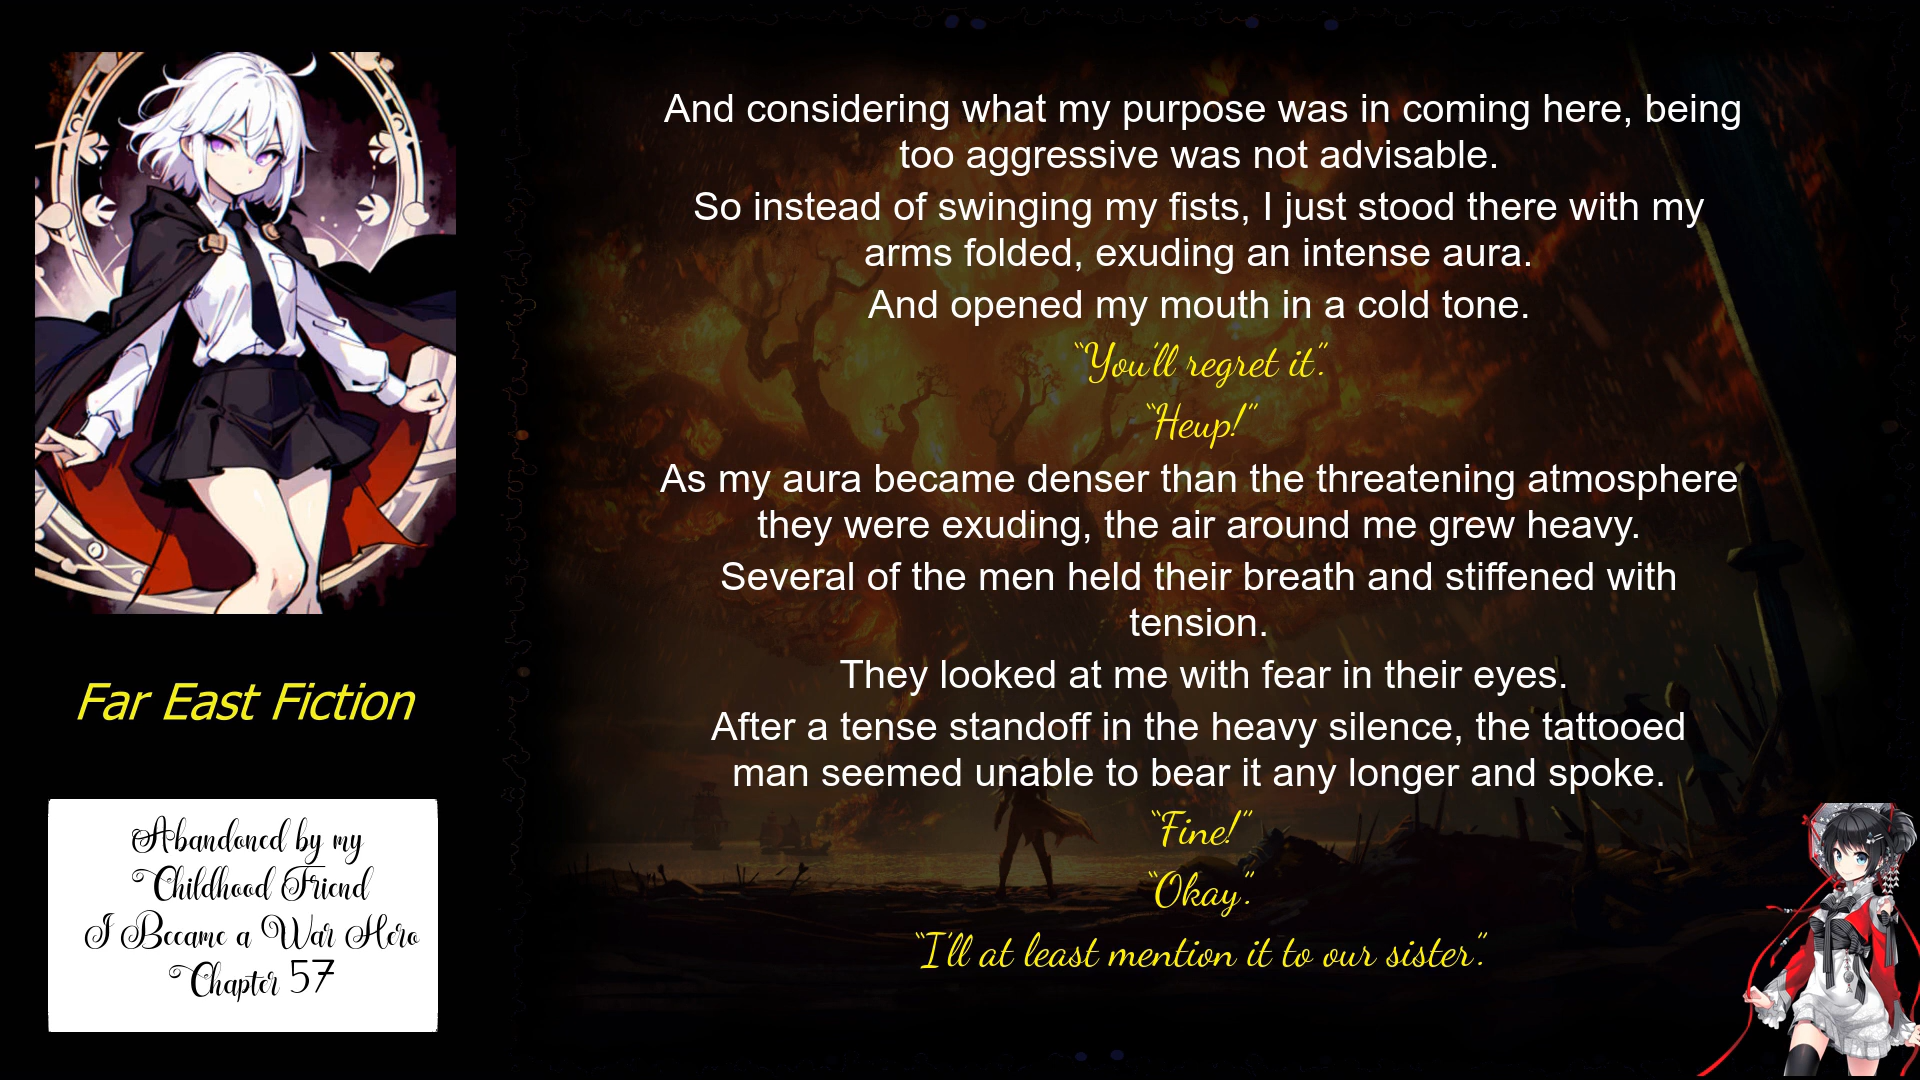 And considering what my purpose was in coming here, being
too aggressive was not advisable.
So instead of swinging my fists, I just stood there with my
arms folded, exuding an intense aura.
And opened my mouth in a cold tone.
“You’ll regret it”.
“Heup!”
As my aura became denser than the threatening atmosphere
they were exuding, the air around me grew heavy.
Several of the men held their breath and stiffened with
tension.
They looked at me with fear in their eyes.
After a tense standoff in the heavy silence, the tattooed
man seemed unable to bear it any longer and spoke.
“Fine!”
“Okay”.
“I’ll at least mention it to our sister”.
Far East Fiction
Abandoned by my
Childhood Friend
I Became a War Hero
Chapter 57